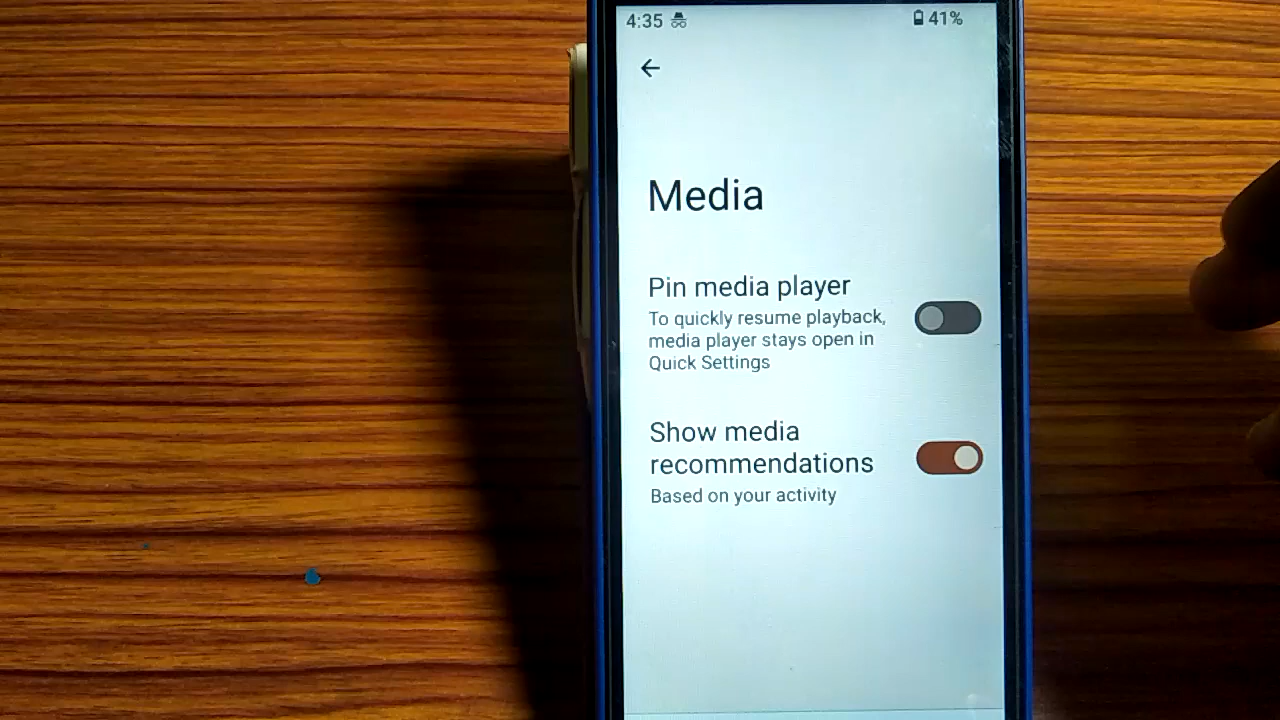 4:35 41%
Media
Pin media player
To quickly resume playback,
media player stays open in
Quick Settings
Show media
recommendations
Based on your activity